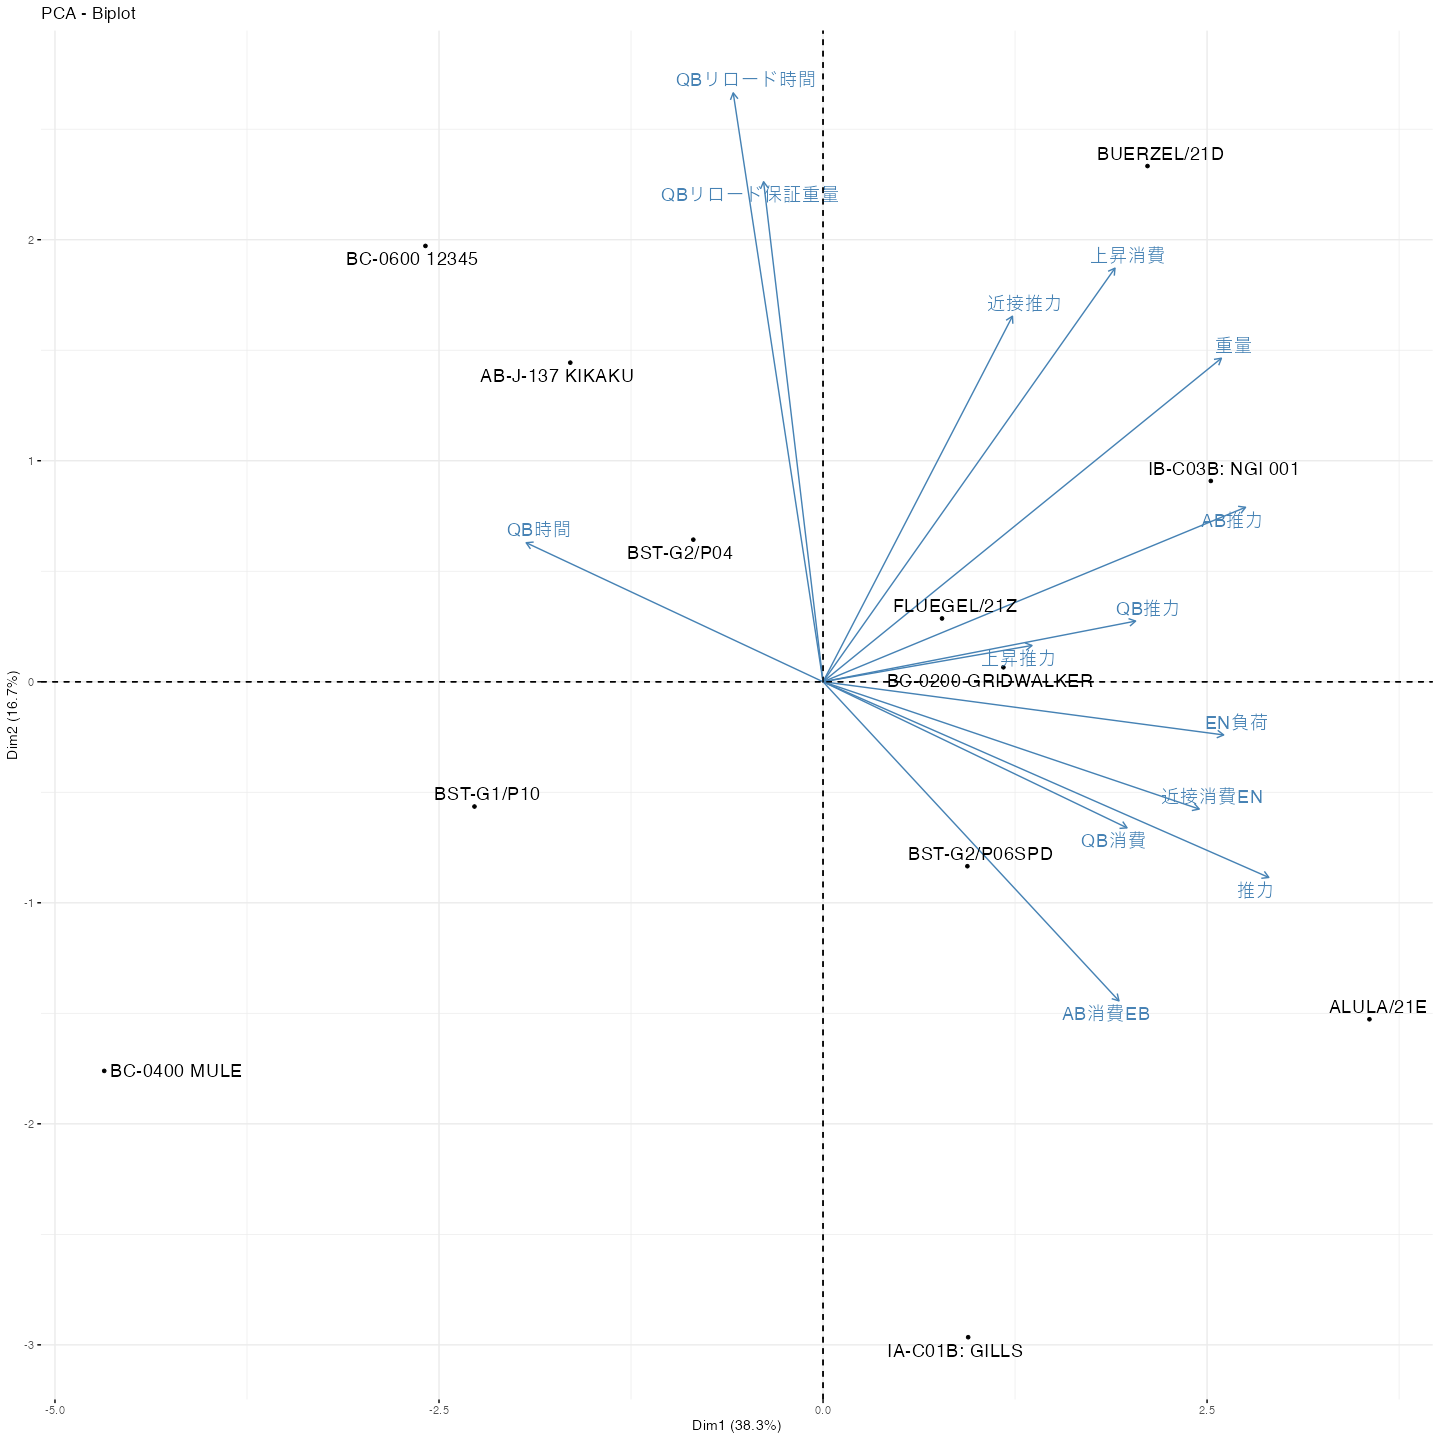 PCA - Biplot
QBリロード時間
BUERZEL/21D
QBリロード保証重量
上昇消費
BC-0600 12345
近接推力
重量
AB-J-137 KIKAKU
IB-C03B: NGI 001
AB推力
QB時間
BST-G2/P04
FLUEGEL/21Z
QB推力
上昇推力
BC-0200 GRIDWALKER
EN負荷
BST-G1/P10
近接消費EN
QB消費
BST-G2/P06SPD
推力
ALULA/21E
AB消費EB
BC-0400 MULE
IA-C01B: GILLS
2
1
0
-1
-2
-3
Dim2 (16.7%)
-5.0
-2.5
0.0
2.5
Dim1 (38.3%)